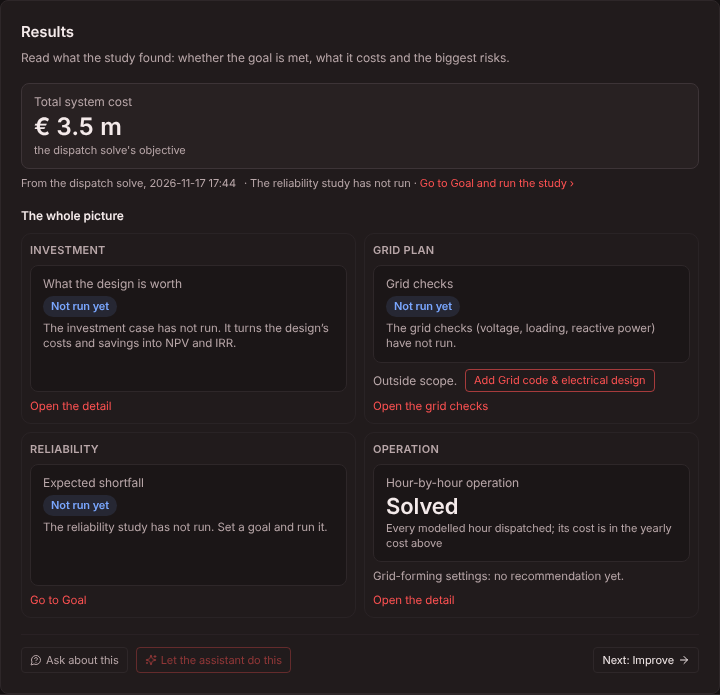 Results
Read what the study found: whether the goal is met, what it costs and the biggest risks.
Total system cost
€ 3.5 m
the dispatch solve's objective
From the dispatch solve, 2026-11-17 17:44 · The reliability study has not run · Go to Goal and run the study ›
The whole picture
INVESTMENT
What the design is worth
Not run yet
The investment case has not run. It turns the design's
costs and savings into NPV and IRR.
Open the detail
GRID PLAN
Grid checks
Not run yet
The grid checks (voltage, loading, reactive power)
have not run.
Outside scope. Add Grid code & electrical design
Open the grid checks
RELIABILITY
Expected shortfall
Not run yet
The reliability study has not run. Set a goal and run it.
Go to Goal
OPERATION
Hour-by-hour operation
Solved
Every modelled hour dispatched; its cost is in the yearly
cost above
Grid-forming settings: no recommendation yet.
Open the detail
Ask about this
Let the assistant do this
Next: Improve →